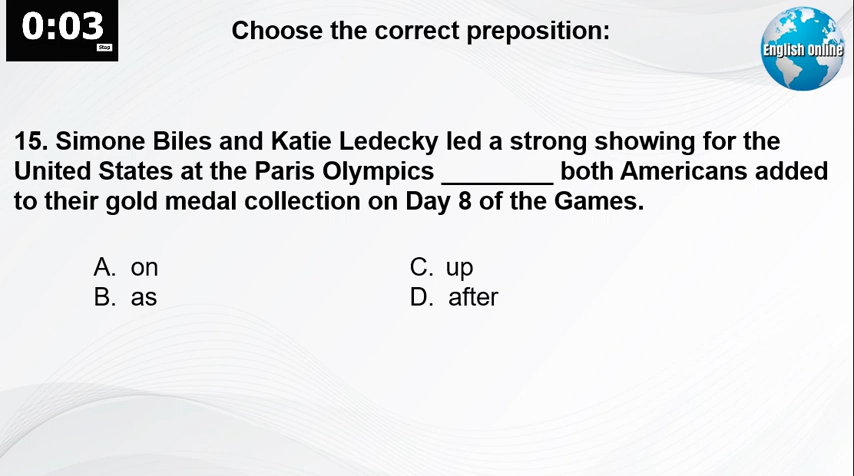 0:03
Stop
Choose the correct preposition:
English Online
15. Simone Biles and Katie Ledecky led a strong showing for the
United States at the Paris Olympics ________ both Americans added
to their gold medal collection on Day 8 of the Games.
A. on
B. as
C. up
D. after